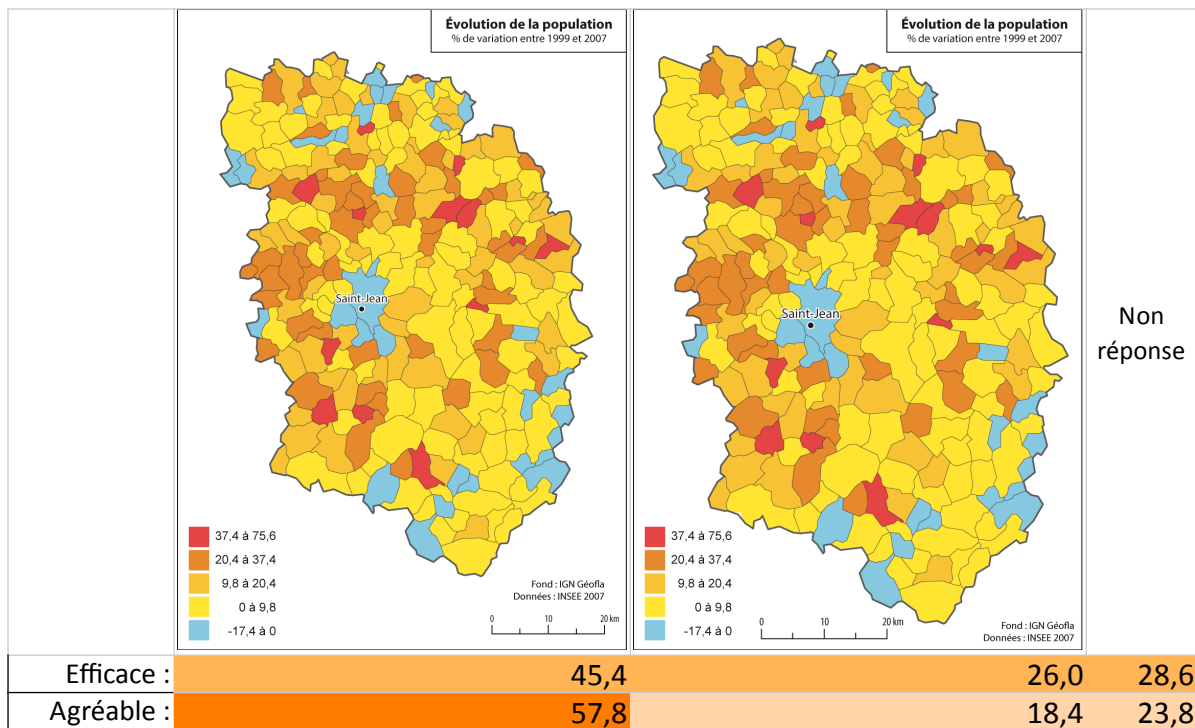 Évolution de la population
% de variation entre 1999 et 2007
Saint-Jean
37,4 à 75,6
20,4 à 37,4
9,8 à 20,4
0 à 9,8
-17,4 à 0
Fond : IGN Géofla
Données : INSEE 2007
0 10 20 km
Évolution de la population
% de variation entre 1999 et 2007
Saint-Jean
37,4 à 75,6
20,4 à 37,4
9,8 à 20,4
0 à 9,8
-17,4 à 0
0 10 20 km
Fond : IGN Géofla
Données : INSEE 2007
Non
réponse
Efficace : 45,4 26,0 28,6
Agréable : 57,8 18,4 23,8